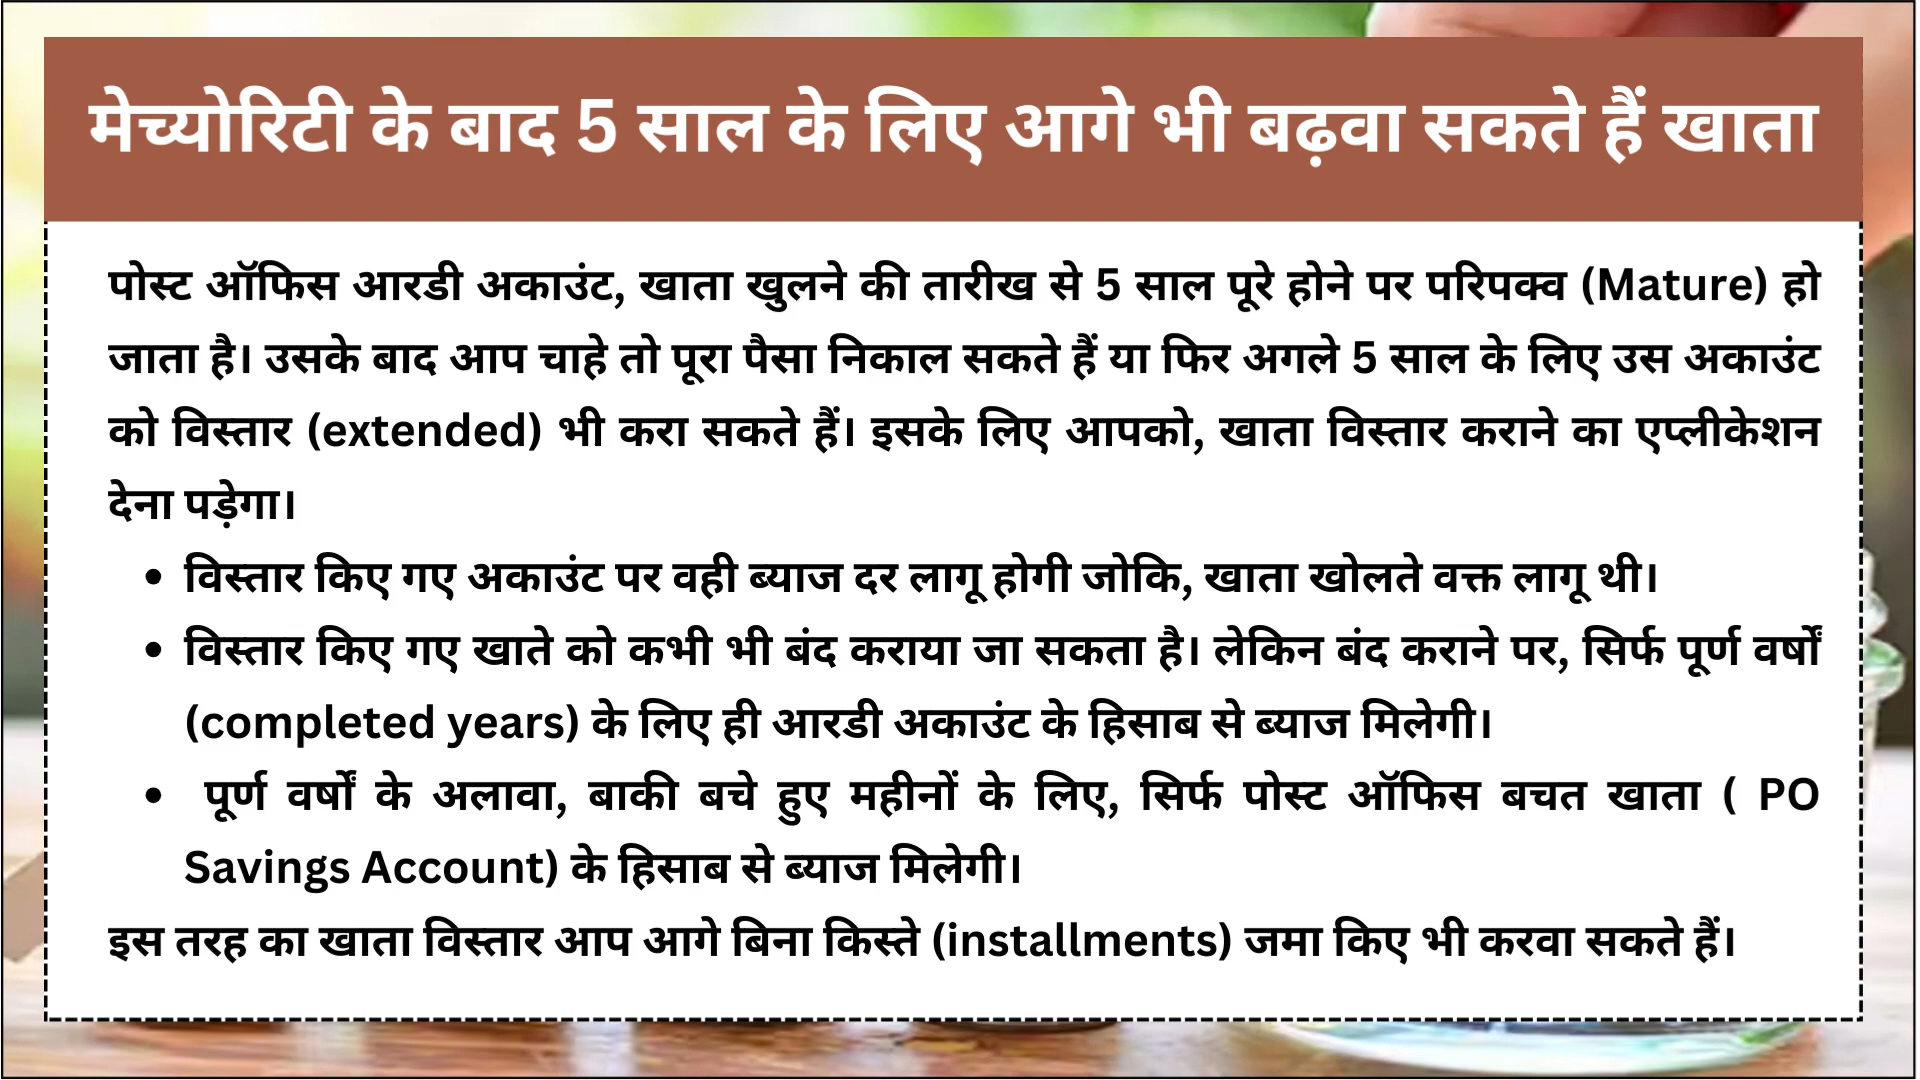 मेच्योरिटी के बाद 5 साल के लिए आगे भी बढ़वा सकते हैं खाता
पोस्ट ऑफिस आरडी अकाउंट, खाता खुलने की तारीख से 5 साल पूरे होने पर परिपक्व (Mature) हो
जाता है। उसके बाद आप चाहे तो पूरा पैसा निकाल सकते हैं या फिर अगले 5 साल के लिए उस अकाउंट
को विस्तार (extended) भी करा सकते हैं। इसके लिए आपको, खाता विस्तार कराने का एप्लीकेशन
देना पड़ेगा।
• विस्तार किए गए अकाउंट पर वही ब्याज दर लागू होगी जोकि, खाता खोलते वक्त लागू थी।
• विस्तार किए गए खाते को कभी भी बंद कराया जा सकता है। लेकिन बंद कराने पर, सिर्फ पूर्ण वर्षों
(completed years) के लिए ही आरडी अकाउंट के हिसाब से ब्याज मिलेगी।
• पूर्ण वर्षों के अलावा, बाकी बचे हुए महीनों के लिए, सिर्फ पोस्ट ऑफिस बचत खाता ( PO
Savings Account) के हिसाब से ब्याज मिलेगी।
इस तरह का खाता विस्तार आप आगे बिना किस्ते (installments) जमा किए भी करवा सकते हैं।